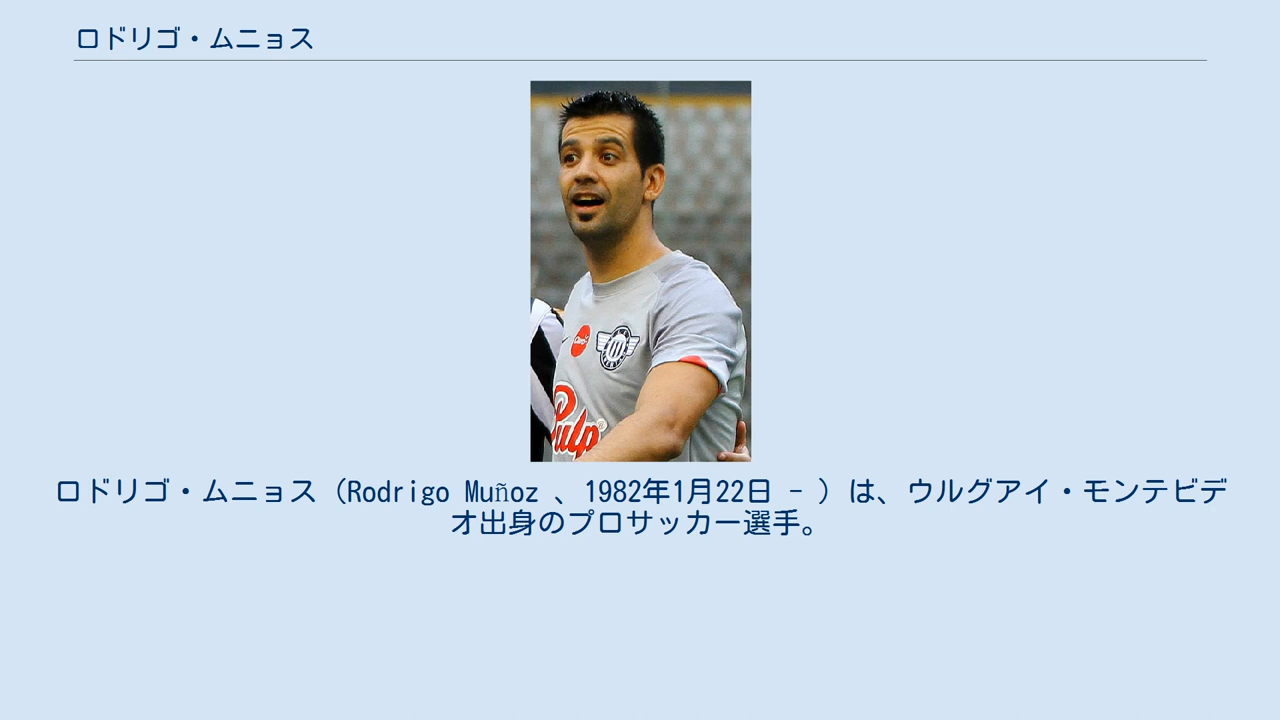 ロドリゴ・ムニョス
Claro
Pulp
ロドリゴ・ムニョス（Rodrigo Muñoz 、1982年1月22日 - ）は、ウルグアイ・モンテビデ
オ出身のプロサッカー選手。